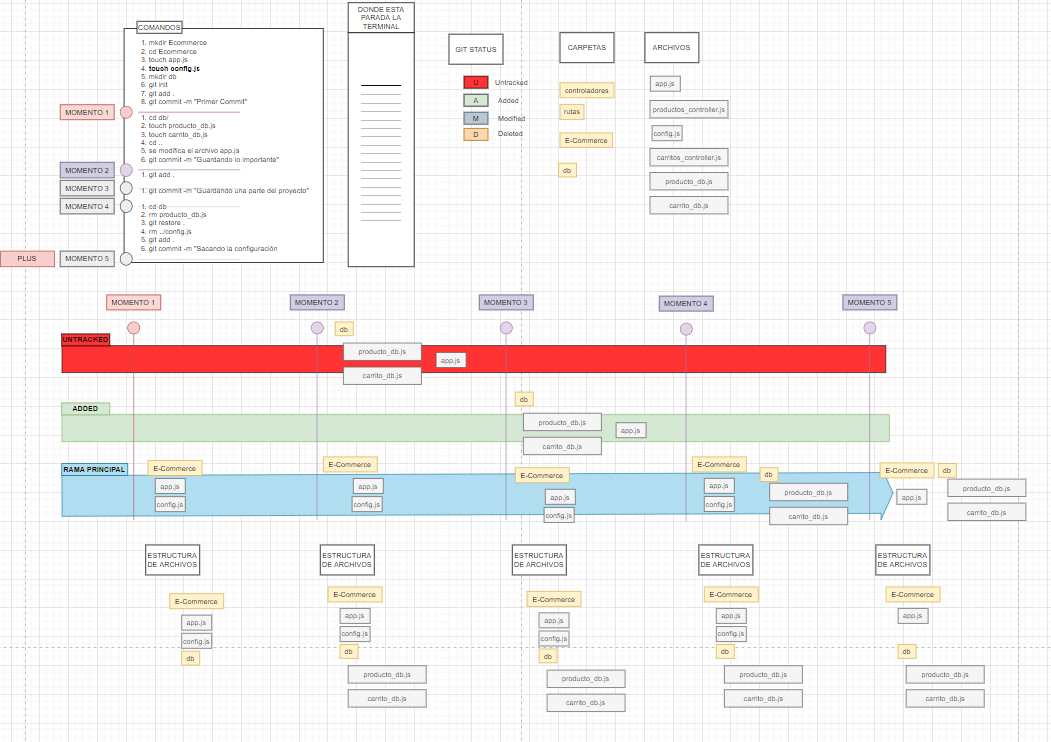 COMANDOS
1. mkdir Ecommerce
2. cd Ecommerce
3. touch app.js
4. touch config.js
5. mkdir db
6. git init
7. git add .
8. git commit -m "Primer Commit"
MOMENTO 1
1. cd db/
2. touch producto_db.js
3. touch carrito_db.js
4. cd ..
5. se modifica el archivo app.js
6. git commit -m "Guardando lo importante"
MOMENTO 2
1. git add .
MOMENTO 3
1. git commit -m "Guardando una parte del proyecto"
MOMENTO 4
1. cd db
2. rm producto_db.js
3. git restore .
4. rm ../config.js
5. git add .
6. git commit -m "Sacando la configuración
PLUS
MOMENTO 5
DONDE ESTA
PARADA LA
TERMINAL
GIT STATUS
U Untracked
A Added
M Modified
D Deleted
CARPETAS
controladores
rutas
E-Commerce
db
ARCHIVOS
app.js
productos_controller.js
config.js
carritos_controller.js
producto_db.js
carrito_db.js
MOMENTO 1
MOMENTO 2
MOMENTO 3
MOMENTO 4
MOMENTO 5
UNTRACKED
db
producto_db.js
app.js
carrito_db.js
ADDED
db
producto_db.js
app.js
carrito_db.js
RAMA PRINCIPAL
E-Commerce
app.js
config.js
E-Commerce
app.js
config.js
E-Commerce
app.js
config.js
E-Commerce
app.js
config.js
db
producto_db.js
carrito_db.js
E-Commerce
app.js
db
producto_db.js
carrito_db.js
ESTRUCTURA
DE ARCHIVOS
E-Commerce
app.js
config.js
db
ESTRUCTURA
DE ARCHIVOS
E-Commerce
app.js
config.js
db
producto_db.js
carrito_db.js
ESTRUCTURA
DE ARCHIVOS
E-Commerce
app.js
config.js
db
producto_db.js
carrito_db.js
ESTRUCTURA
DE ARCHIVOS
E-Commerce
app.js
config.js
db
producto_db.js
carrito_db.js
ESTRUCTURA
DE ARCHIVOS
E-Commerce
app.js
db
producto_db.js
carrito_db.js